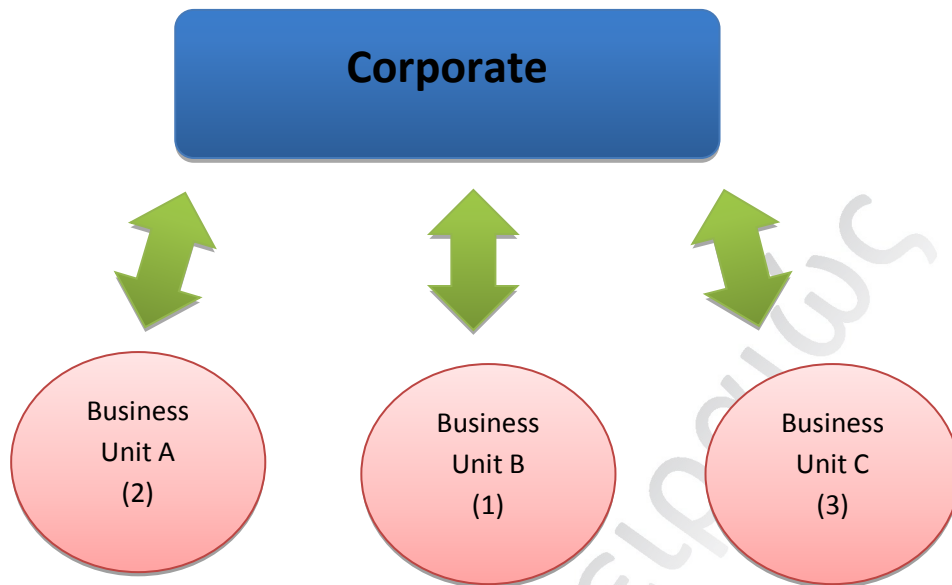 Corporate
Business
Unit A
(2)
Business
Unit B
(1)
Business
Unit C
(3)